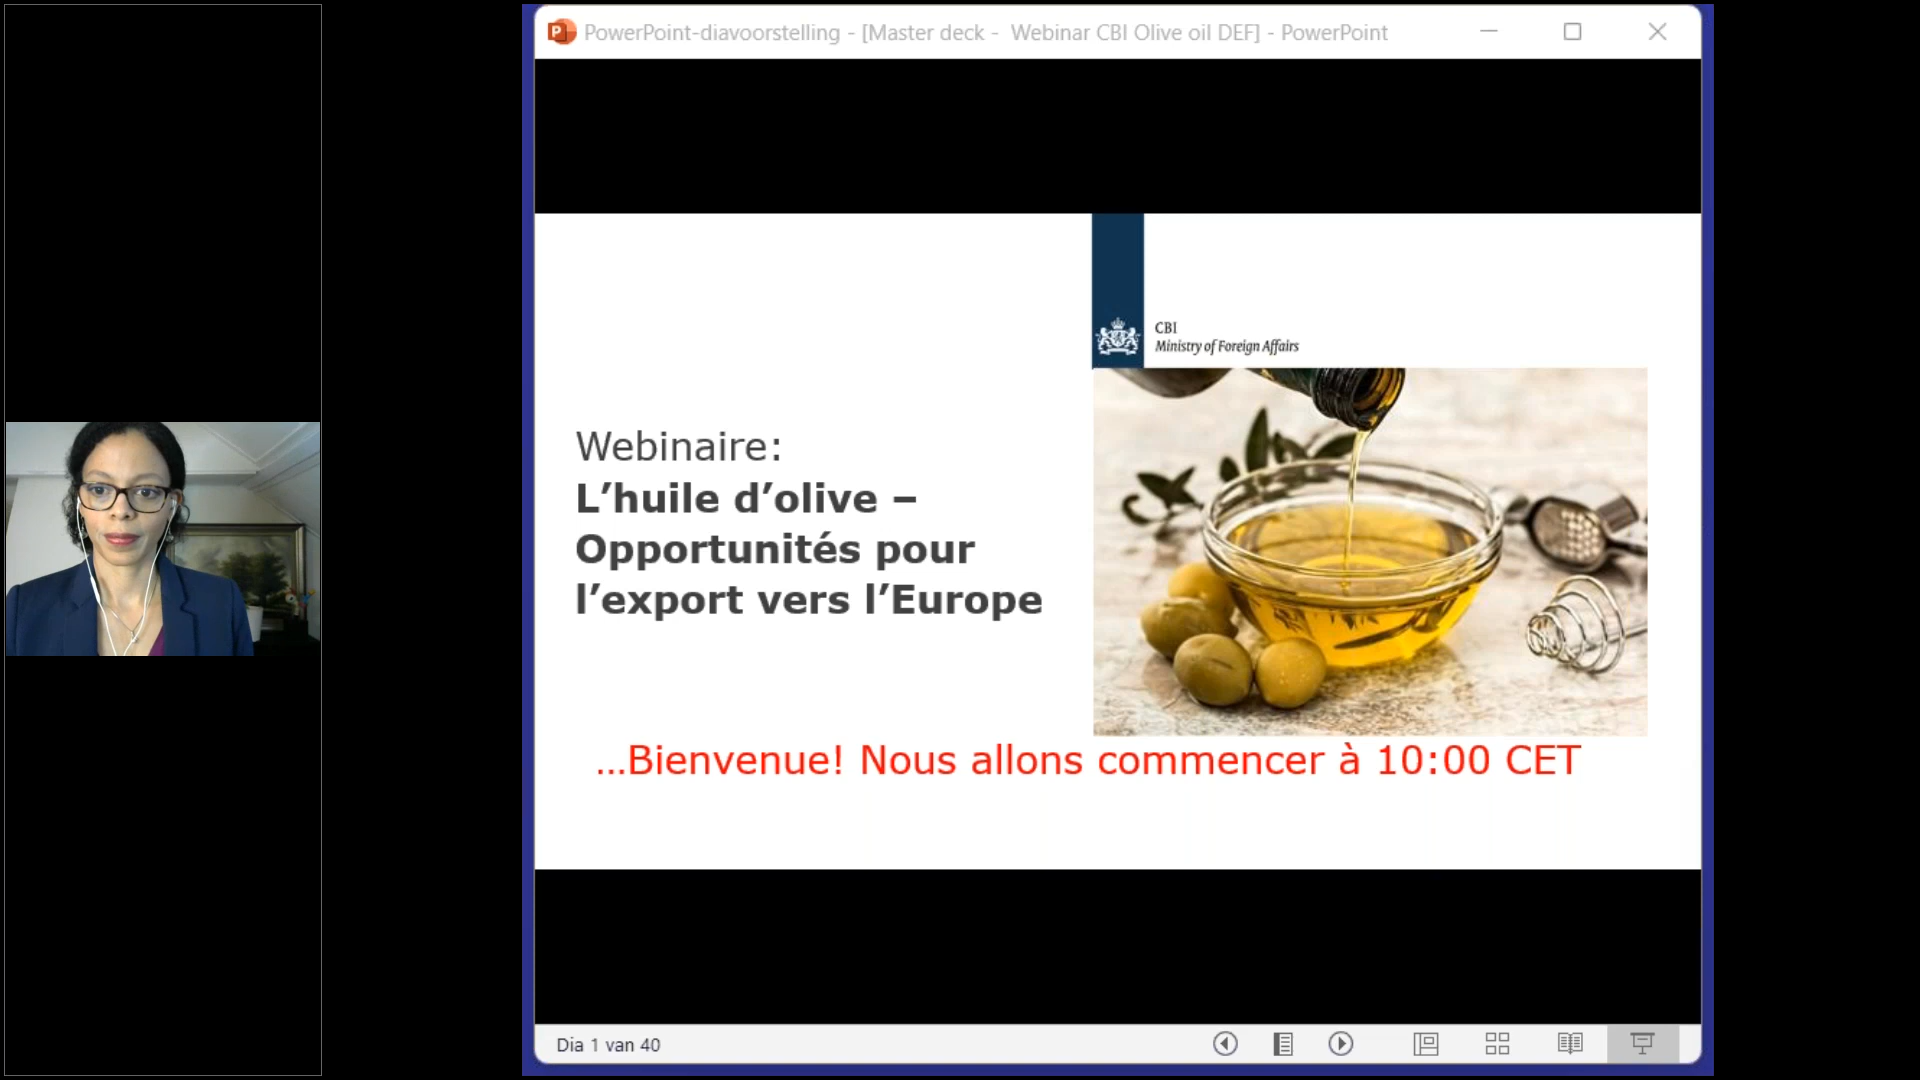 PowerPoint-diavoorstelling - [Master deck - Webinar CBI Olive oil DEF] - PowerPoint
CBI
Ministry of Foreign Affairs
Webinaire:
L’huile d’olive –
Opportunités pour
l’export vers l’Europe
...Bienvenue! Nous allons commencer à 10:00 CET
Dia 1 van 40